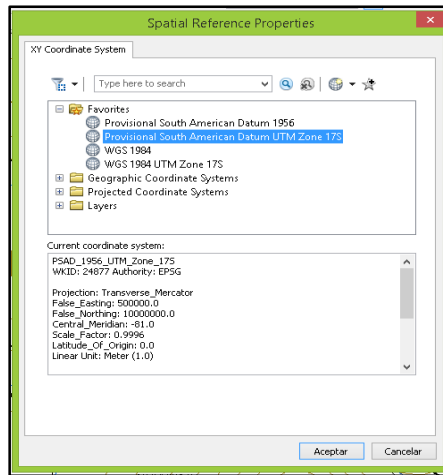 Spatial Reference Properties
XY Coordinate System
Type here to search
Favorites
Provisional South American Datum 1956
Provisional South American Datum UTM Zone 17S
WGS 1984
WGS 1984 UTM Zone 17S
Geographic Coordinate Systems
Projected Coordinate Systems
Layers
Current coordinate system:
PSAD_1956_UTM_Zone_17S
WKID: 24877 Authority: EPSG
Projection: Transverse_Mercator
False_Easting: 500000.0
False_Northing: 10000000.0
Central_Meridian: -81.0
Scale_Factor: 0.9996
Latitude_Of_Origin: 0.0
Linear Unit: Meter (1.0)
Aceptar Cancelar